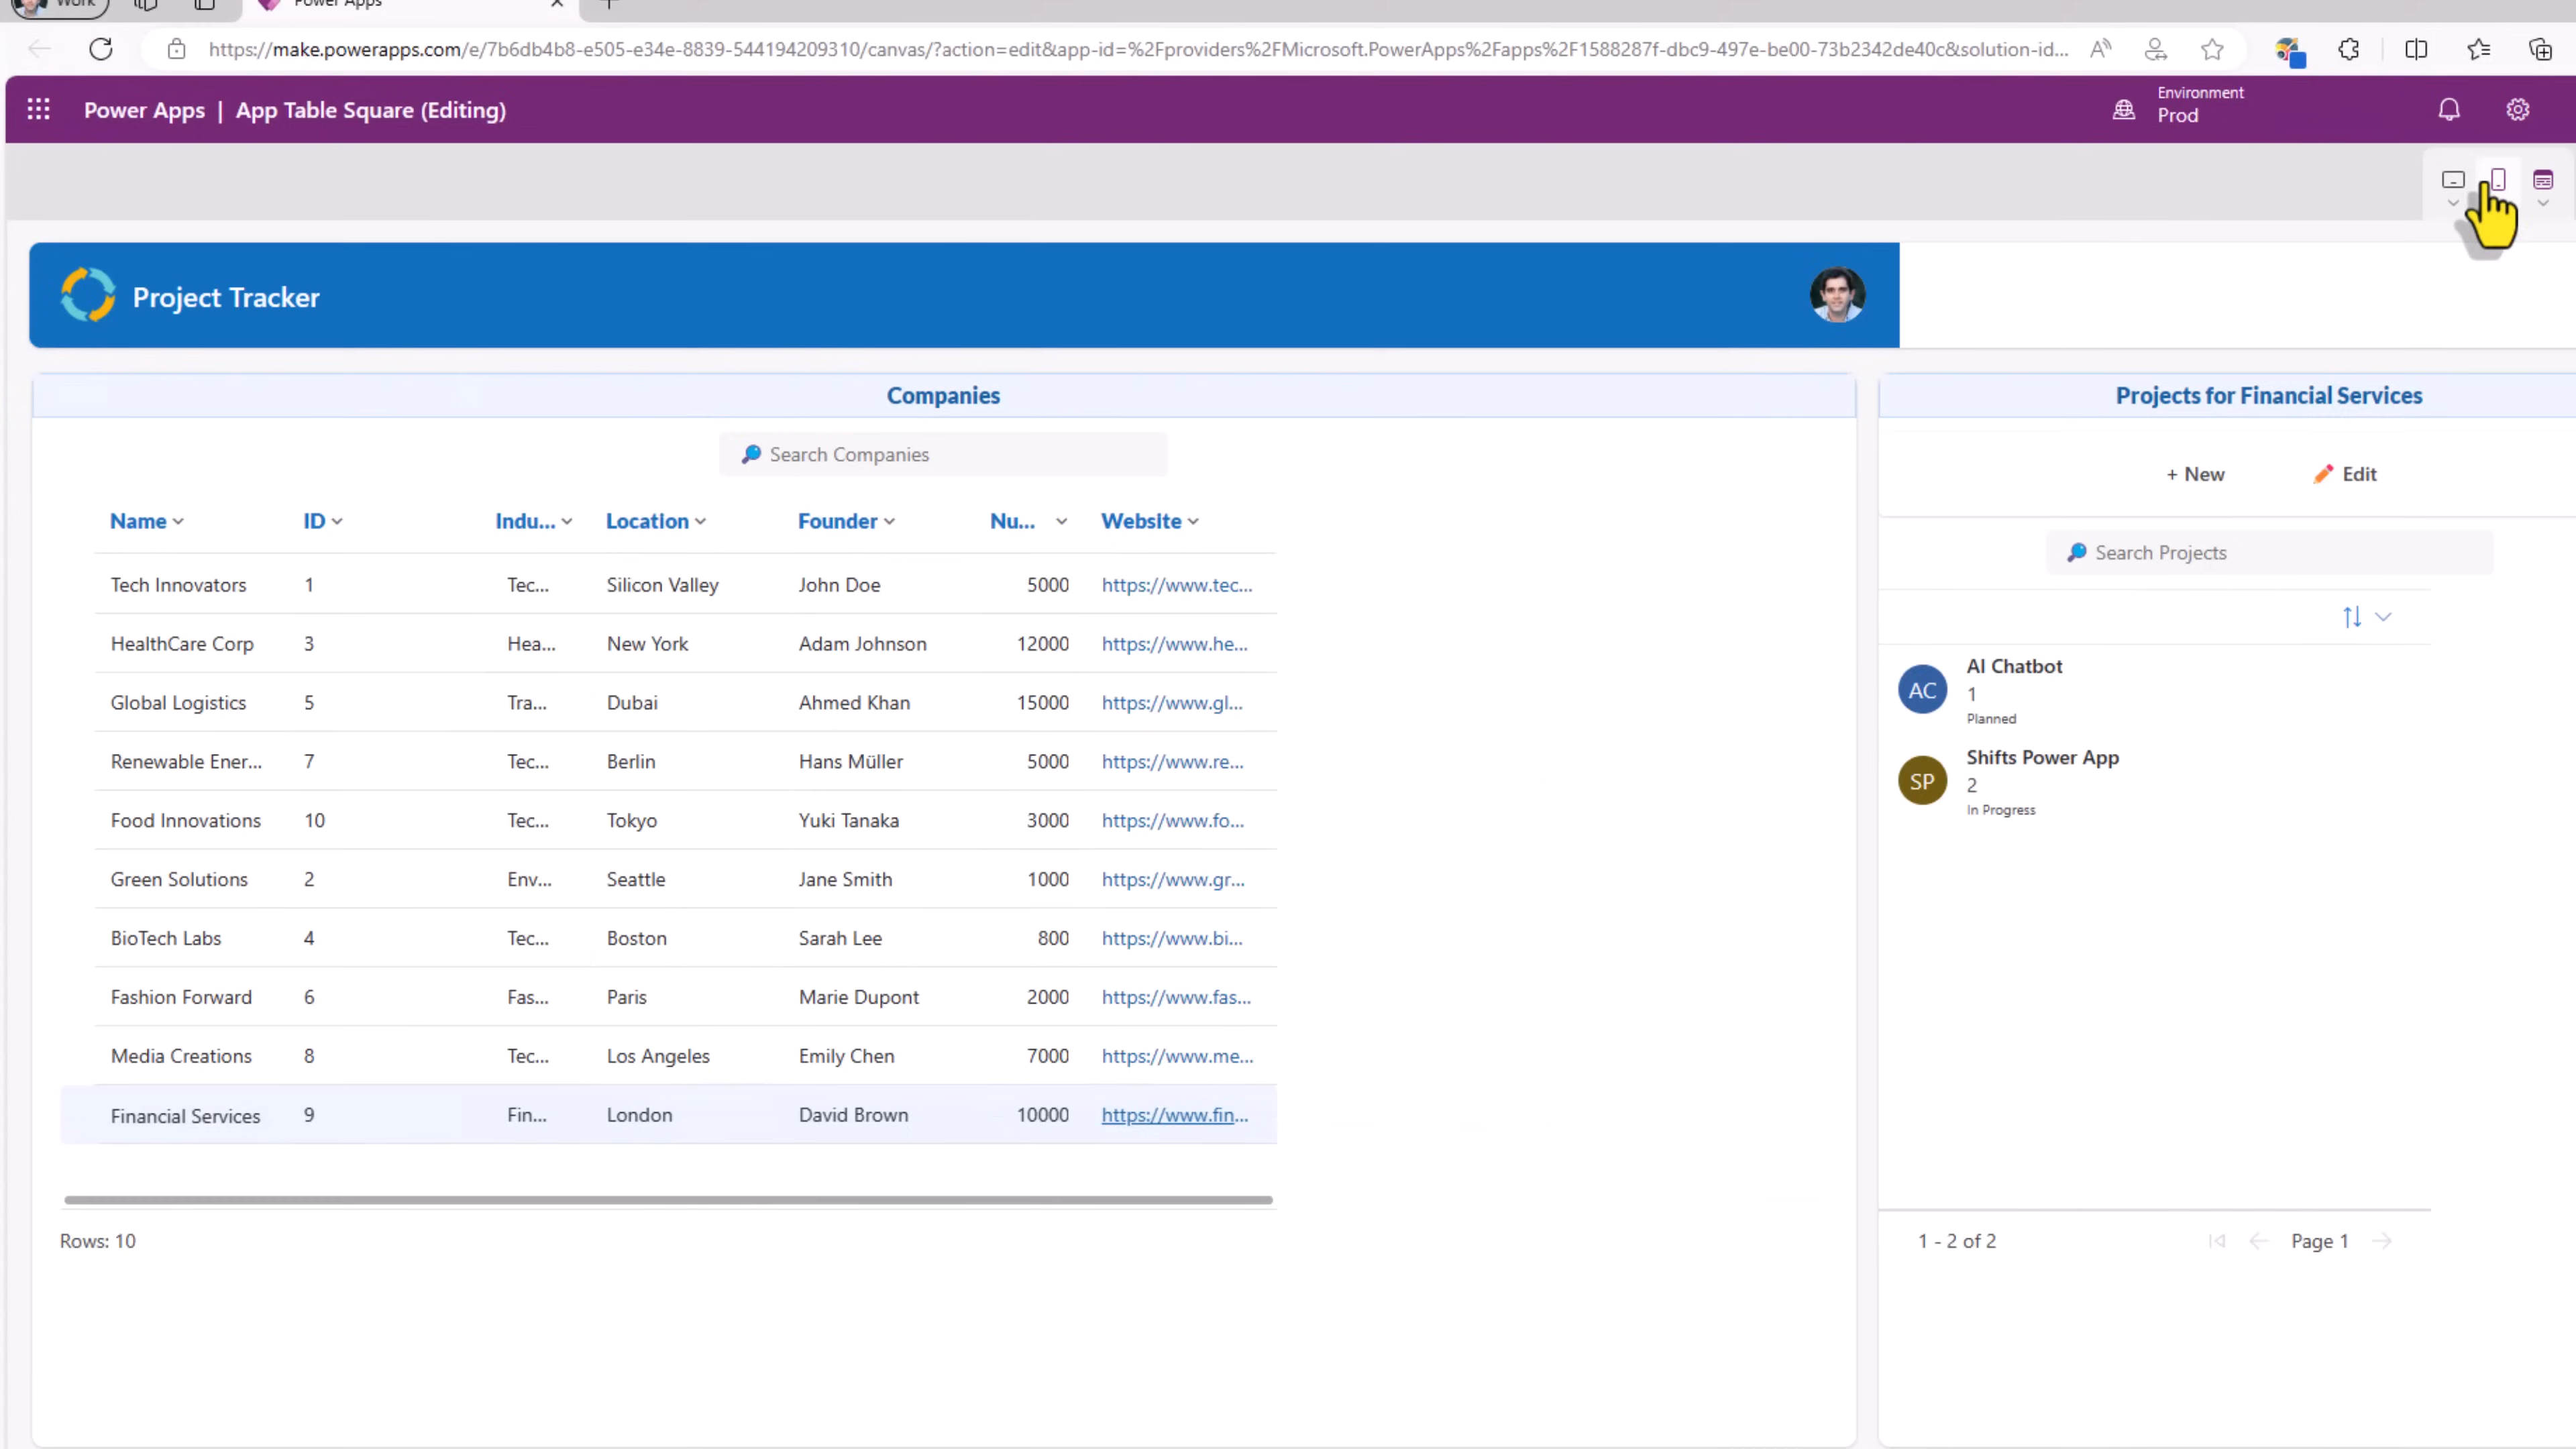 Work
Power Apps
https://make.powerapps.com/e/7b6db4b8-e505-e34e-8839-544194209310/canvas/?action=edit&app-id=%2Fproviders%2FMicrosoft.PowerApps%2Fapps%2F1588287f-dbc9-497e-be00-73b2342de40c&solution-id...
Power Apps | App Table Square (Editing)
Environment
Prod
Project Tracker
Companies
Search Companies
Name ID Indu... Location Founder Nu... Website
Tech Innovators 1 Tec... Silicon Valley John Doe 5000 https://www.tec...
HealthCare Corp 3 Hea... New York Adam Johnson 12000 https://www.he...
Global Logistics 5 Tra... Dubai Ahmed Khan 15000 https://www.gl...
Renewable Ener... 7 Tec... Berlin Hans Müller 5000 https://www.re...
Food Innovations 10 Tec... Tokyo Yuki Tanaka 3000 https://www.fo...
Green Solutions 2 Env... Seattle Jane Smith 1000 https://www.gr...
BioTech Labs 4 Tec... Boston Sarah Lee 800 https://www.bi...
Fashion Forward 6 Fas... Paris Marie Dupont 2000 https://www.fas...
Media Creations 8 Tec... Los Angeles Emily Chen 7000 https://www.me...
Financial Services 9 Fin... London David Brown 10000 https://www.fin...
Rows: 10
Projects for Financial Services
+ New Edit
Search Projects
AC
AI Chatbot
1
Planned
SP
Shifts Power App
2
In Progress
1 - 2 of 2 Page 1